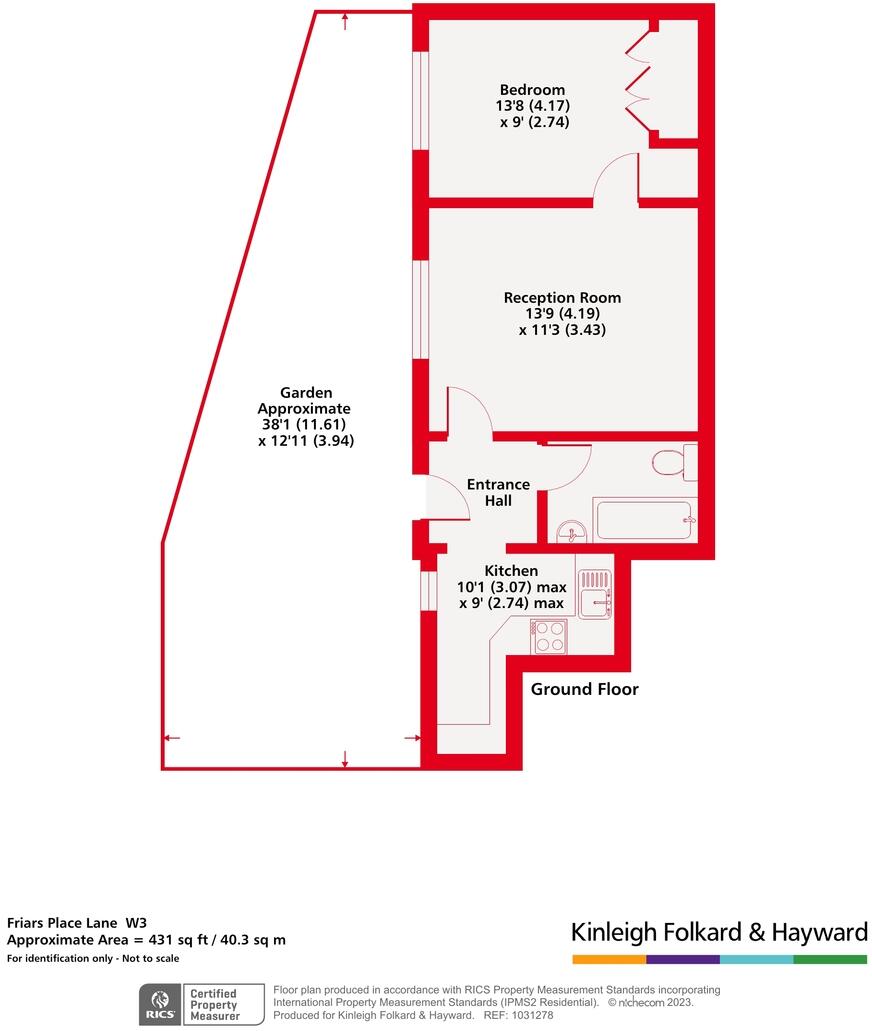 Bedroom
13'8 (4.17)
x 9' (2.74)
Reception Room
13'9 (4.19)
x 11'3 (3.43)
Garden
Approximate
38'1 (11.61)
x 12'11 (3.94)
Entrance
Hall
Kitchen
10'1 (3.07) max
x 9' (2.74) max
Ground Floor
Friars Place Lane W3
Approximate Area = 431 sq ft / 40.3 sq m
For identification only - Not to scale
Kinleigh Folkard & Hayward
RICS
Certified
Property
Measurer
Floor plan produced in accordance with RICS Property Measurement Standards incorporating
International Property Measurement Standards (IPMS2 Residential). © nichecom 2023.
Produced for Kinleigh Folkard & Hayward. REF: 1031278